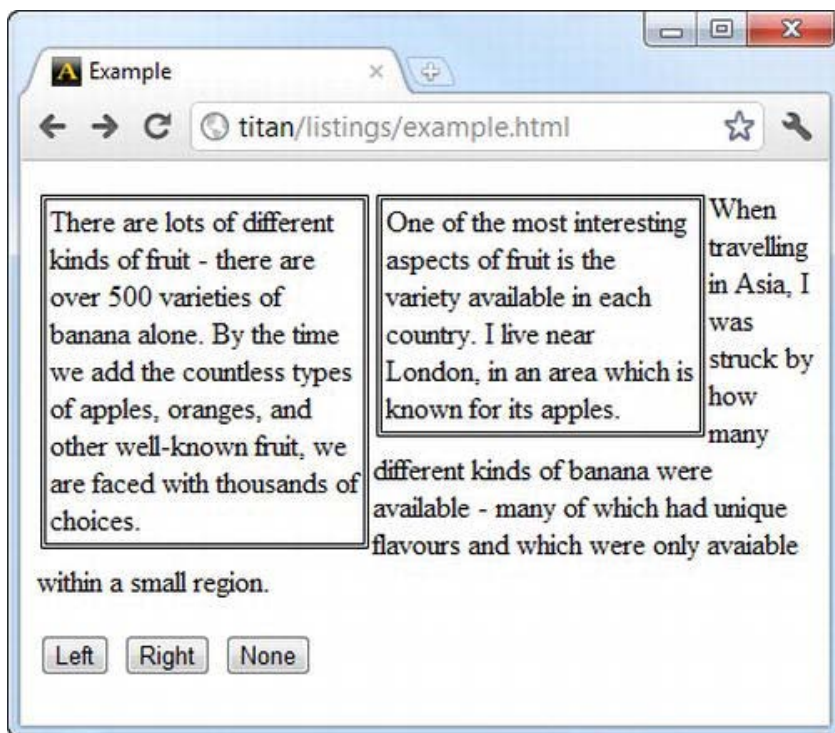 Example
titan/listings/example.html
There are lots of different
kinds of fruit - there are
over 500 varieties of
banana alone. By the time
we add the countless types
of apples, oranges, and
other well-known fruit, we
are faced with thousands of
choices.
One of the most interesting
aspects of fruit is the
variety available in each
country. I live near
London, in an area which is
known for its apples.
When
travelling
in Asia, I
was
struck by
how
many
different kinds of banana were
available - many of which had unique
flavours and which were only avaiable
within a small region.
Left Right None